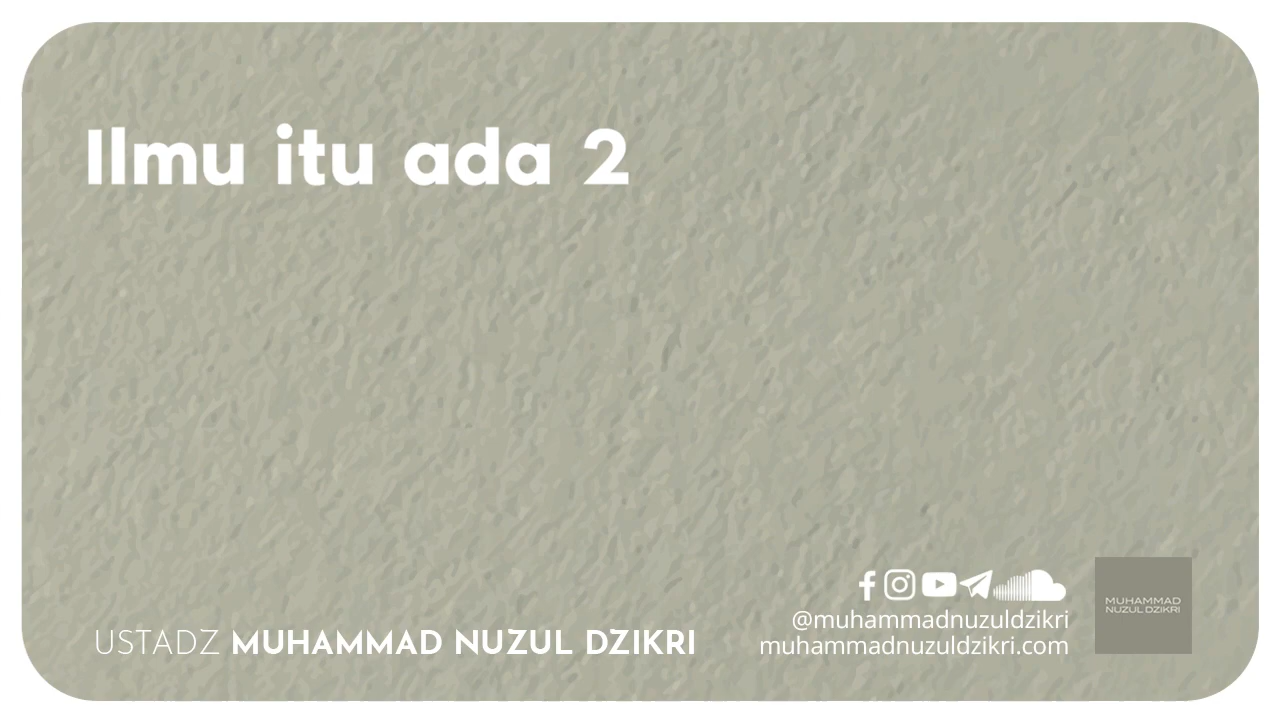 Ilmu itu ada 2
USTADZ MUHAMMAD NUZUL DZIKRI
@muhammadnuzuldzikri
muhammadnuzuldzikri.com
MUHAMMAD
NUZUL DZIKRI